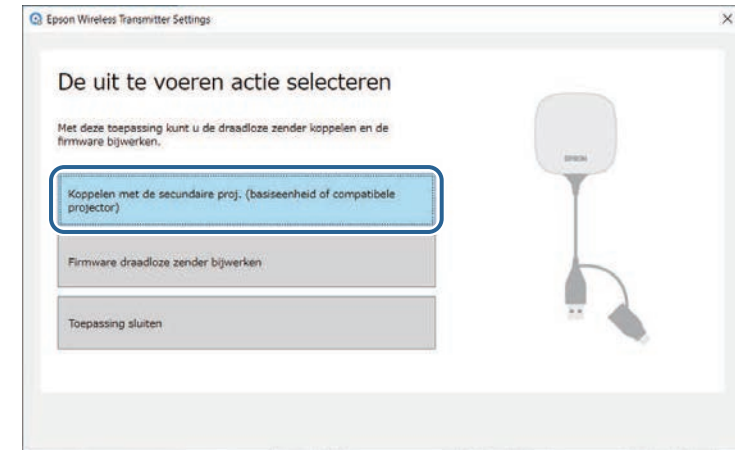 Epson Wireless Transmitter Settings
De uit te voeren actie selecteren
Met deze toepassing kunt u de draadloze zender koppelen en de
firmware bijwerken.
EPSON
Koppelen met de secundaire proj. (basiseenheid of compatibele
projector)
Firmware draadloze zender bijwerken
Toepassing sluiten